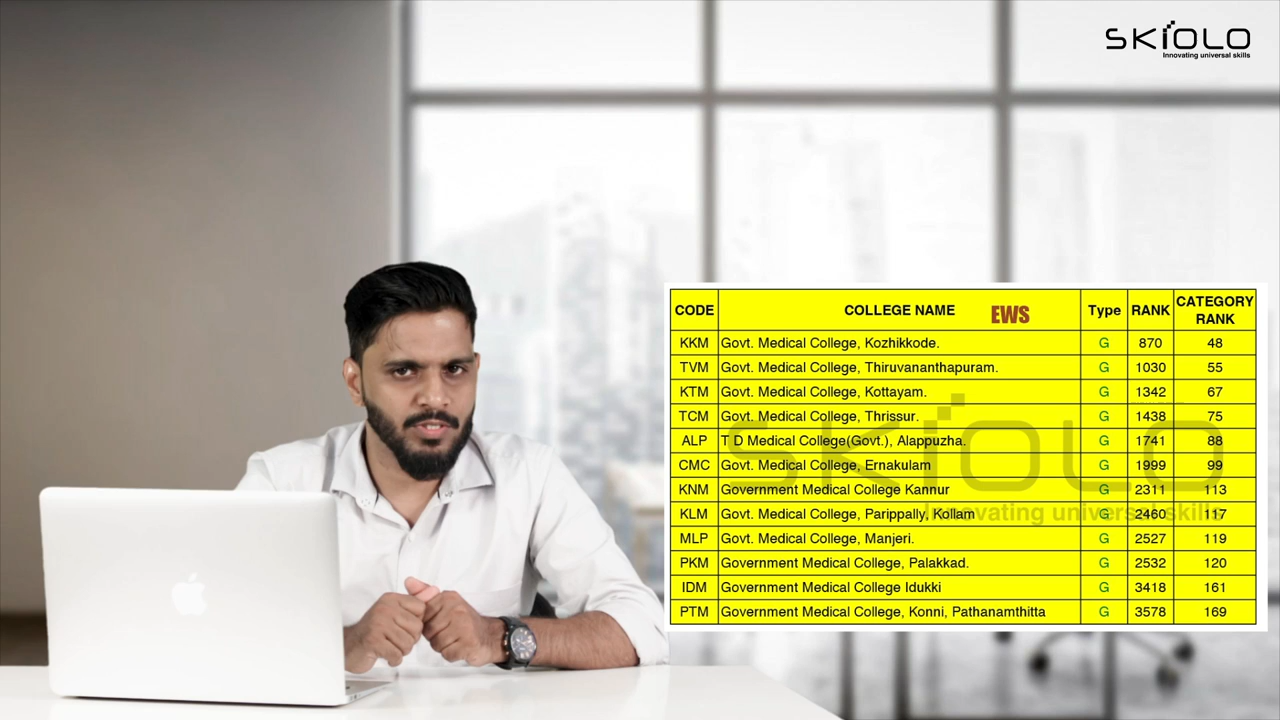 SKIOLO
Innovating universal skills
CODE COLLEGE NAME EWS Type RANK CATEGORY RANK
KKM Govt. Medical College, Kozhikkode. G 870 48
TVM Govt. Medical College, Thiruvananthapuram. G 1030 55
KTM Govt. Medical College, Kottayam. G 1342 67
TCM Govt. Medical College, Thrissur. G 1438 75
ALP T D Medical College(Govt.), Alappuzha. G 1741 88
CMC Govt. Medical College, Ernakulam G 1999 99
KNM Government Medical College Kannur G 2311 113
KLM Govt. Medical College, Parippally, Kollam G 2460 117
MLP Govt. Medical College, Manjeri. G 2527 119
PKM Government Medical College, Palakkad. G 2532 120
IDM Government Medical College Idukki G 3418 161
PTM Government Medical College, Konni, Pathanamthitta G 3578 169
SKIOLO
Innovating universal skills